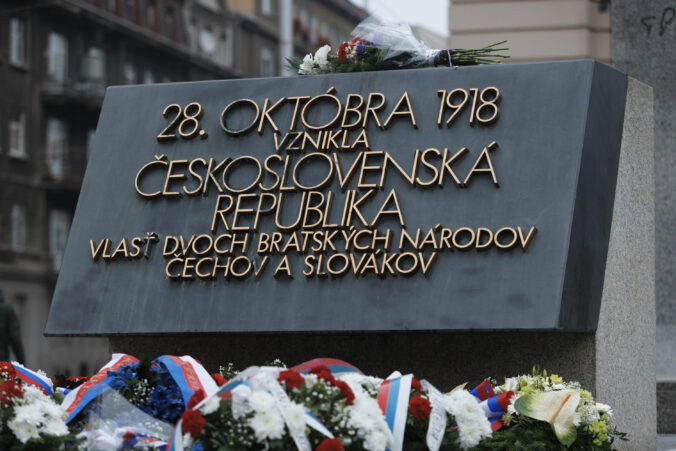 28. OKTÓBRA 1918
VZNIKLA
ČESKOSLOVENSKÁ
REPUBLIKA
VLASŤ DVOCH BRATSKÝCH NÁRODOV
ČECHOV A SLOVÁKOV